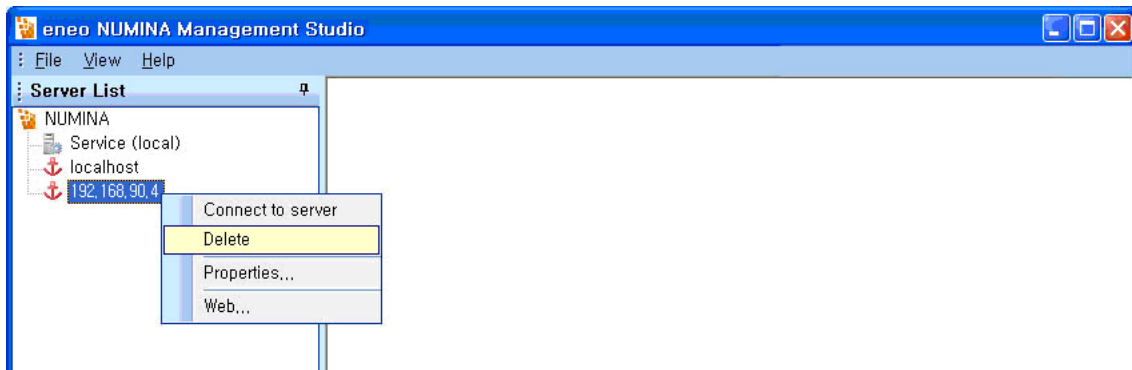 eneo NUMINA Management Studio
File View Help
Server List
NUMINA
Service (local)
localhost
192,168,90,4
Connect to server
Delete
Properties,,,
Web,,,